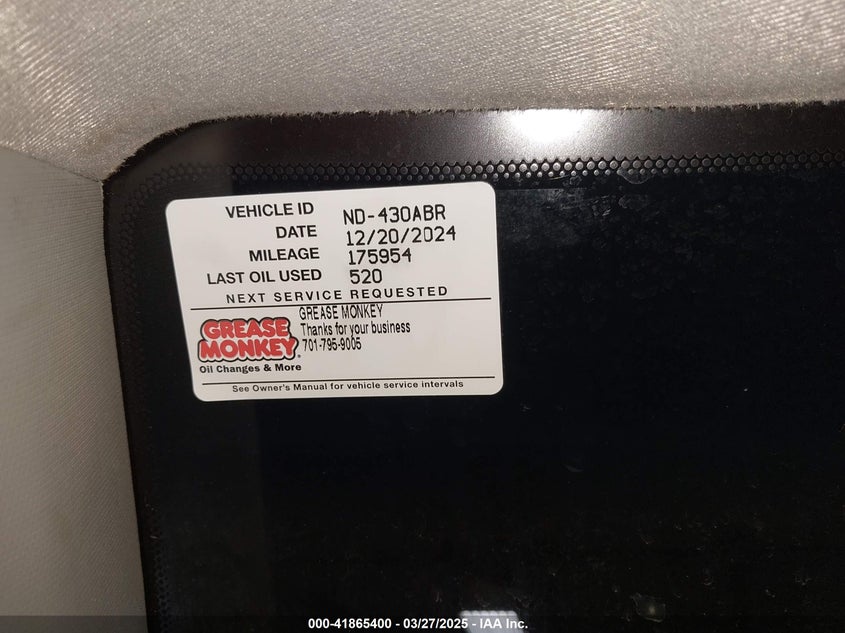 VEHICLE ID ND-430ABR
DATE 12/20/2024
MILEAGE 175954
LAST OIL USED 520
NEXT SERVICE REQUESTED
GREASE MONKEY
Thanks for your business
701-795-9005
GREASE
MONKEY®
Oil Changes & More
See Owner's Manual for vehicle service intervals
000-41865400 - 03/27/2025 - IAA Inc.